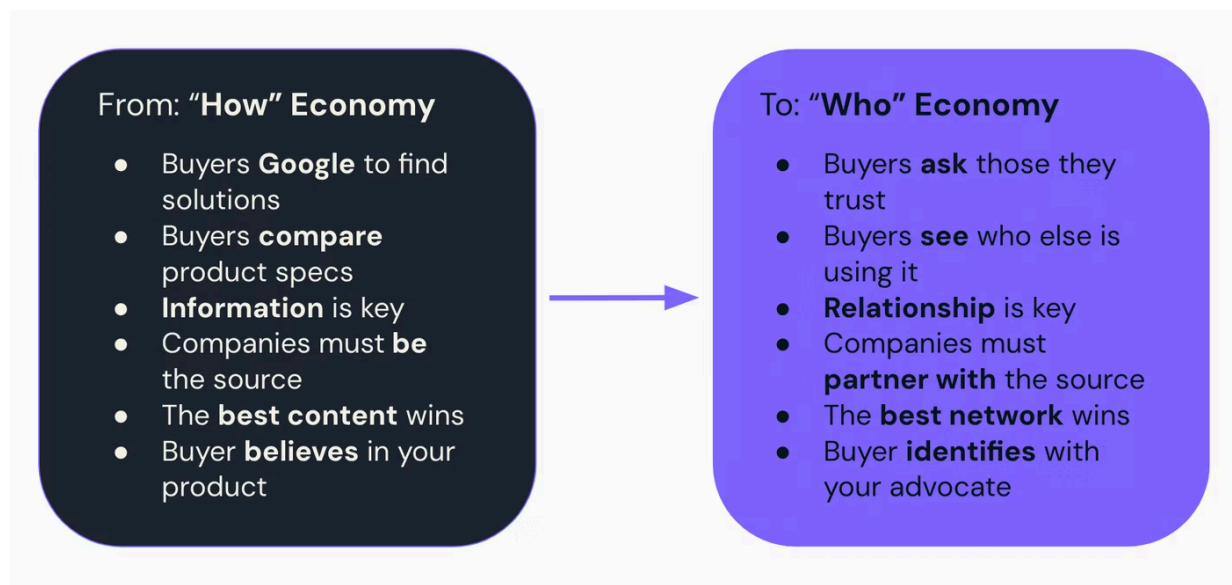 From: “How” Economy
● Buyers Google to find
solutions
● Buyers compare
product specs
● Information is key
● Companies must be
the source
● The best content wins
● Buyer believes in your
product
To: “Who” Economy
● Buyers ask those they
trust
● Buyers see who else is
using it
● Relationship is key
● Companies must
partner with the source
● The best network wins
● Buyer identifies with
your advocate